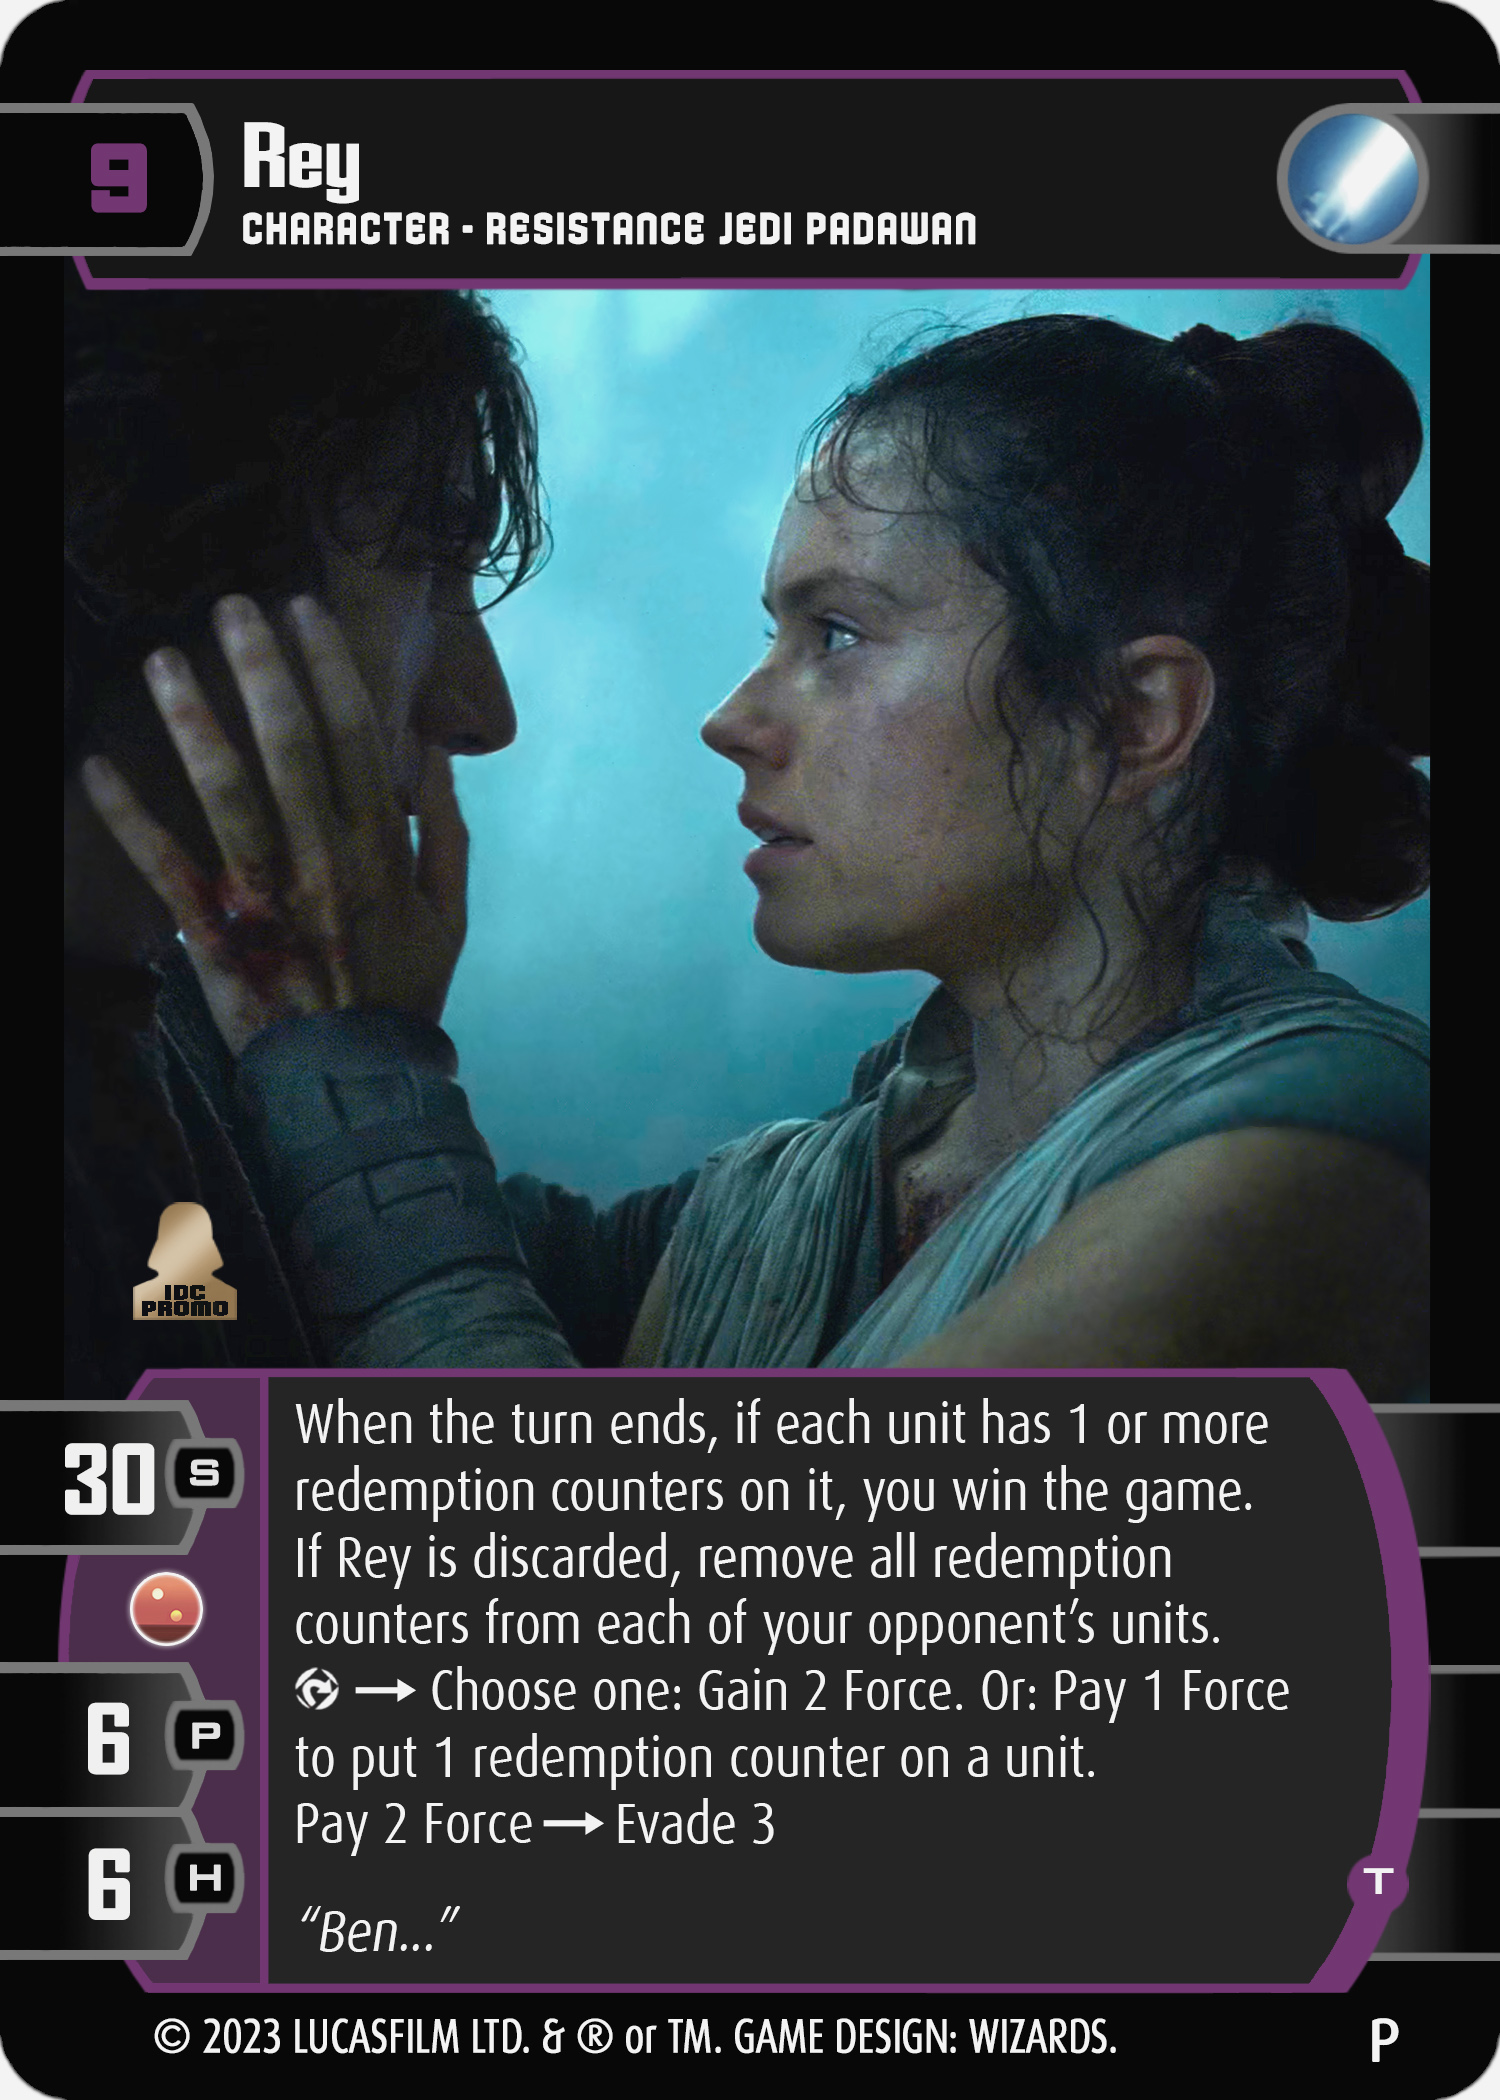 9
Rey
CHARACTER - RESISTANCE JEDI PADAWAN
IDC
PROMO
30 S
6 P
6 H
When the turn ends, if each unit has 1 or more
redemption counters on it, you win the game.
If Rey is discarded, remove all redemption
counters from each of your opponent’s units.
→ Choose one: Gain 2 Force. Or: Pay 1 Force
to put 1 redemption counter on a unit.
Pay 2 Force → Evade 3
“Ben...”
T
© 2023 LUCASFILM LTD. & ® or TM. GAME DESIGN: WIZARDS.
P